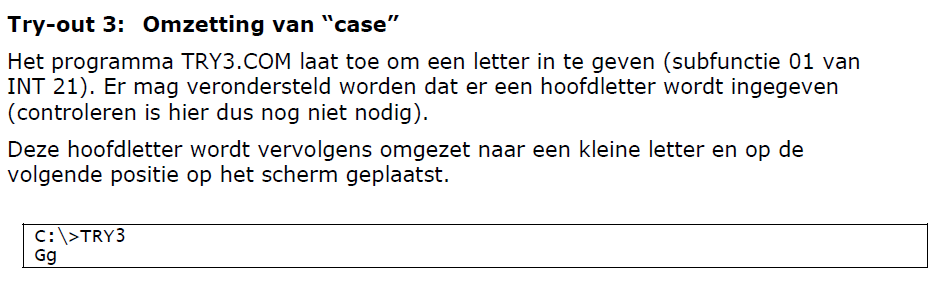 Try-out 3: Omzetting van “case”
Het programma TRY3.COM laat toe om een letter in te geven (subfunctie 01 van
INT 21). Er mag verondersteld worden dat er een hoofdletter wordt ingegeven
(controleren is hier dus nog niet nodig).
Deze hoofdletter wordt vervolgens omgezet naar een kleine letter en op de
volgende positie op het scherm geplaatst.
C:\>TRY3
Gg